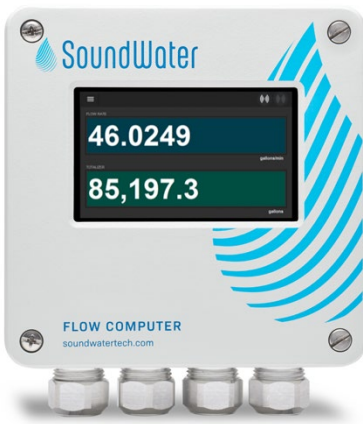 SoundWater
FLOW RATE
46.0249
gallons/min
TOTALIZER
85,197.3
gallons
FLOW COMPUTER
soundwatertech.com